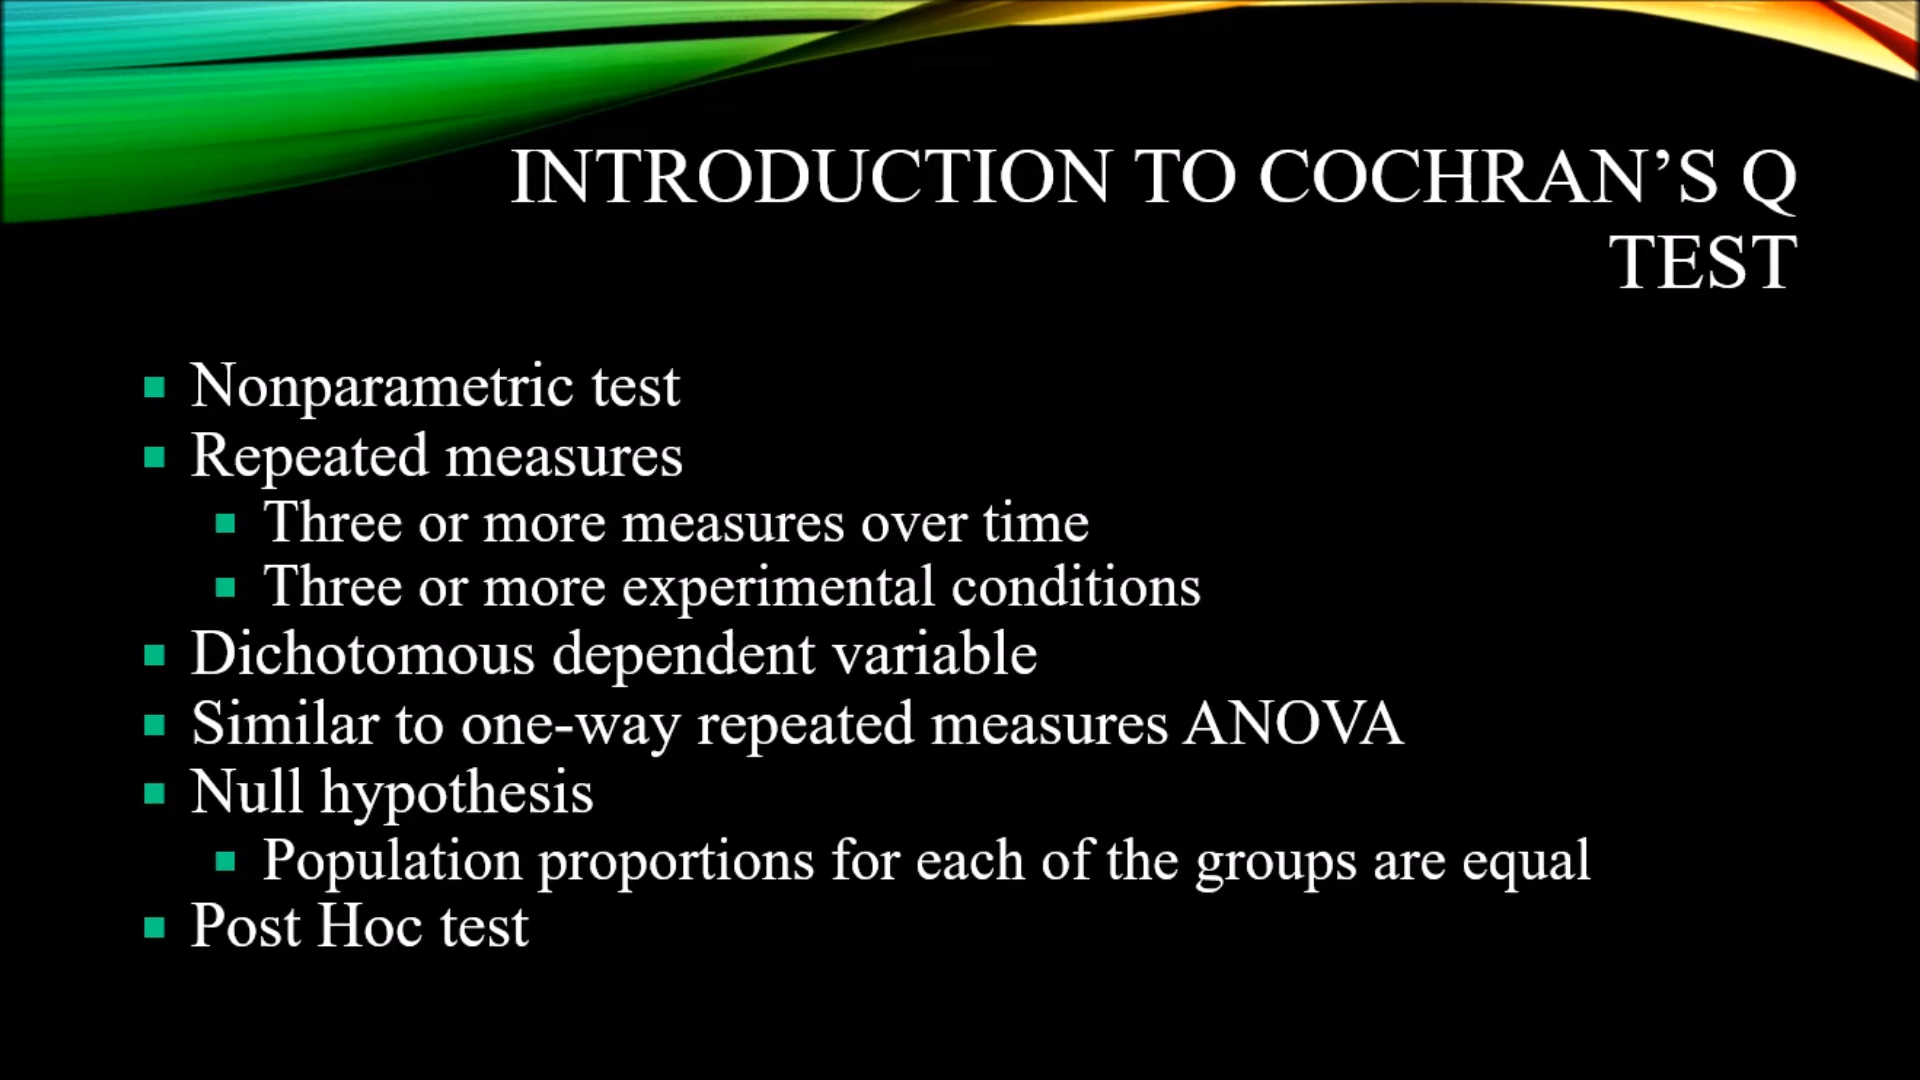 INTRODUCTION TO COCHRAN’S Q
TEST
Nonparametric test
Repeated measures
Three or more measures over time
Three or more experimental conditions
Dichotomous dependent variable
Similar to one-way repeated measures ANOVA
Null hypothesis
Population proportions for each of the groups are equal
Post Hoc test